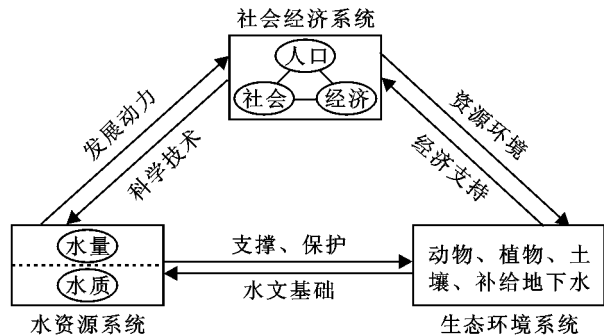 社会经济系统
人口
社会
经济
发展动力
科学技术
资源环境
经济支持
水量
水质
支撑、保护
水文基础
动物、植物、土
壤、补给地下水
水资源系统
生态环境系统